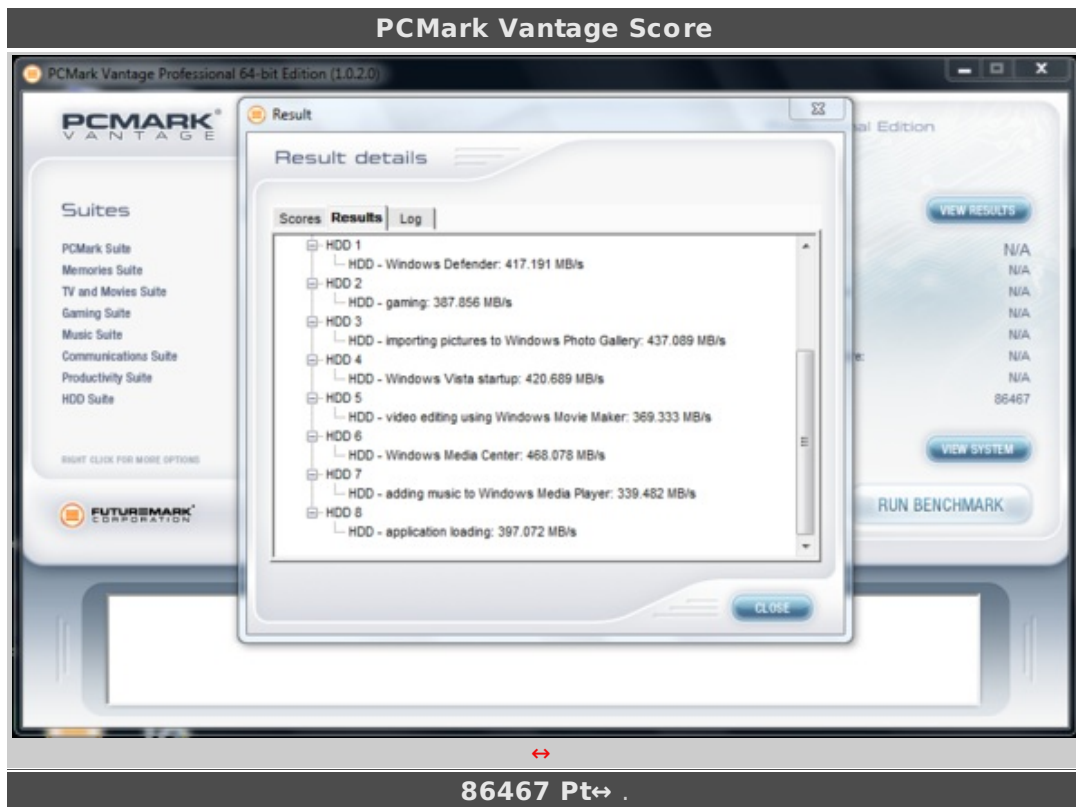 PCMark Vantage Score
PCMark Vantage Professional 64-bit Edition (1.0.2.0)
PCMARK®
VANTAGE
Result
Edition
Result details
Suites
Scores Results Log
VIEW RESULTS
HDD 1
HDD - Windows Defender: 417.191 MB/s
HDD 2
HDD - gaming: 387.856 MB/s
HDD 3
HDD - importing pictures to Windows Photo Gallery: 437.089 MB/s
HDD 4
HDD - Windows Vista startup: 420.689 MB/s
HDD 5
HDD - video editing using Windows Movie Maker: 369.333 MB/s
HDD 6
HDD - Windows Media Center: 468.078 MB/s
HDD 7
HDD - adding music to Windows Media Player: 339.482 MB/s
HDD 8
HDD - application loading: 397.072 MB/s
PCMark Suite N/A
Memories Suite N/A
TV and Movies Suite N/A
Gaming Suite N/A
Music Suite N/A
Communications Suite N/A
Productivity Suite N/A
HDD Suite 86467
RIGHT CLICK FOR MORE OPTIONS
VIEW SYSTEM
FUTUREMARK
CORPORATION
RUN BENCHMARK
CLOSE
↔
86467 Pt↔ .